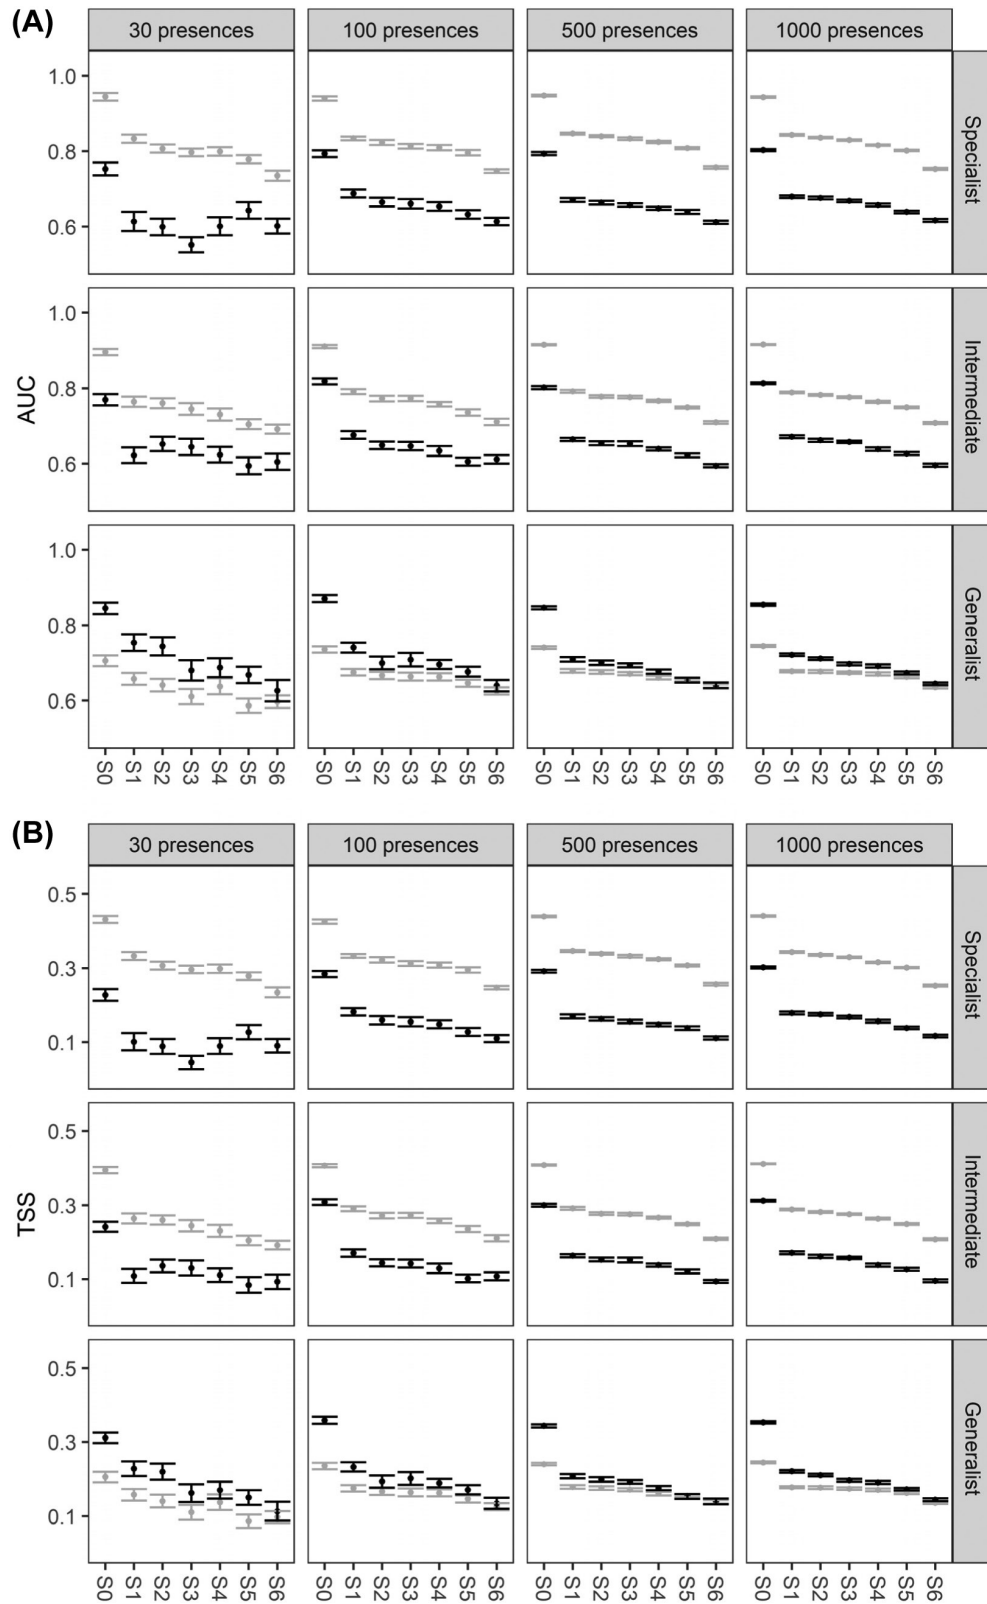 (A)
30 presences 100 presences 500 presences 1000 presences
1.0
0.8
0.6
Specialist
AUC
1.0
0.8
0.6
Intermediate
1.0
0.8
0.6
Generalist
S0 S1 S2 S3 S4 S5 S6 S0 S1 S2 S3 S4 S5 S6 S0 S1 S2 S3 S4 S5 S6 S0 S1 S2 S3 S4 S5 S6
(B)
30 presences 100 presences 500 presences 1000 presences
0.5
0.3
0.1
Specialist
TSS
0.5
0.3
0.1
Intermediate
0.5
0.3
0.1
Generalist
S0 S1 S2 S3 S4 S5 S6 S0 S1 S2 S3 S4 S5 S6 S0 S1 S2 S3 S4 S5 S6 S0 S1 S2 S3 S4 S5 S6